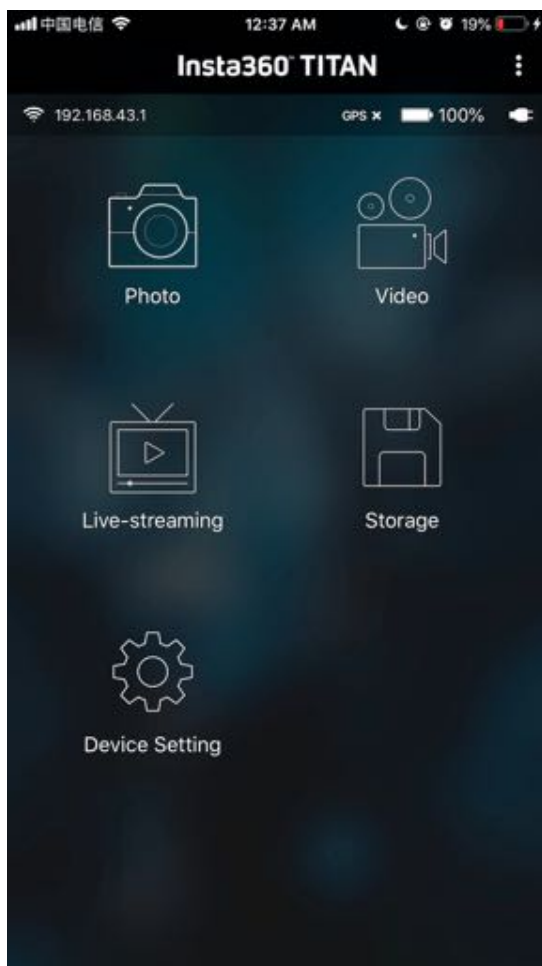 中国电信 12:37 AM 19%
Insta360™ TITAN
192.168.43.1 GPS × 100%
Photo Video
Live-streaming Storage
Device Setting